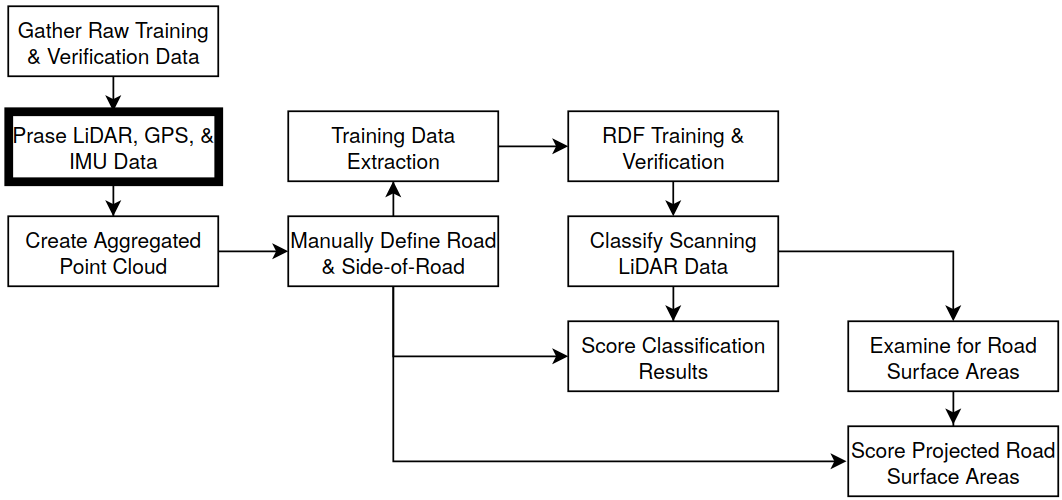 Gather Raw Training
& Verification Data
Prase LiDAR, GPS, &
IMU Data
Create Aggregated
Point Cloud
Manually Define Road
& Side-of-Road
Training Data
Extraction
RDF Training &
Verification
Classify Scanning
LiDAR Data
Score Classification
Results
Examine for Road
Surface Areas
Score Projected Road
Surface Areas